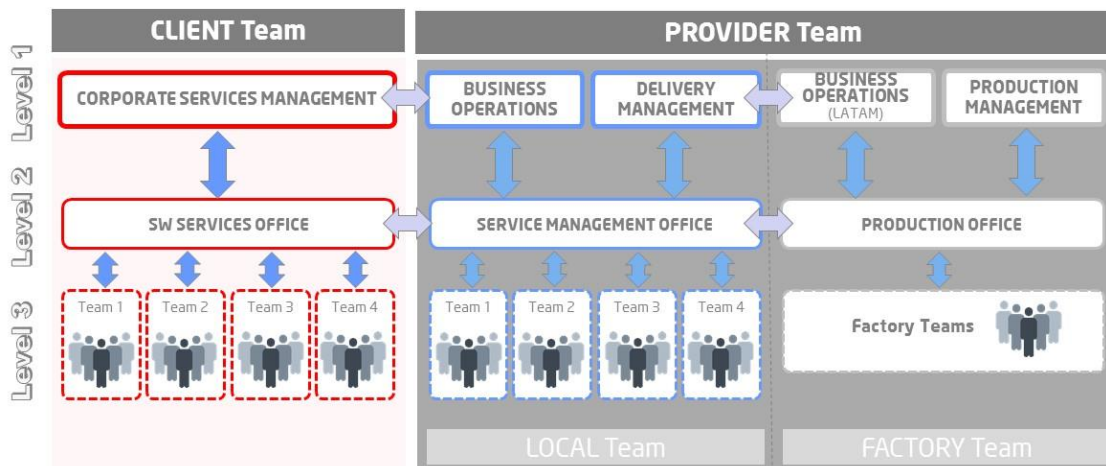 CLIENT Team
PROVIDER Team
Level 1
CORPORATE SERVICES MANAGEMENT
BUSINESS
OPERATIONS
DELIVERY
MANAGEMENT
BUSINESS
OPERATIONS
(LATAM)
PRODUCTION
MANAGEMENT
Level 2
SW SERVICES OFFICE
SERVICE MANAGEMENT OFFICE
PRODUCTION OFFICE
Level 3
Team 1
Team 2
Team 3
Team 4
Team 1
Team 2
Team 3
Team 4
Factory Teams
LOCAL Team
FACTORY Team